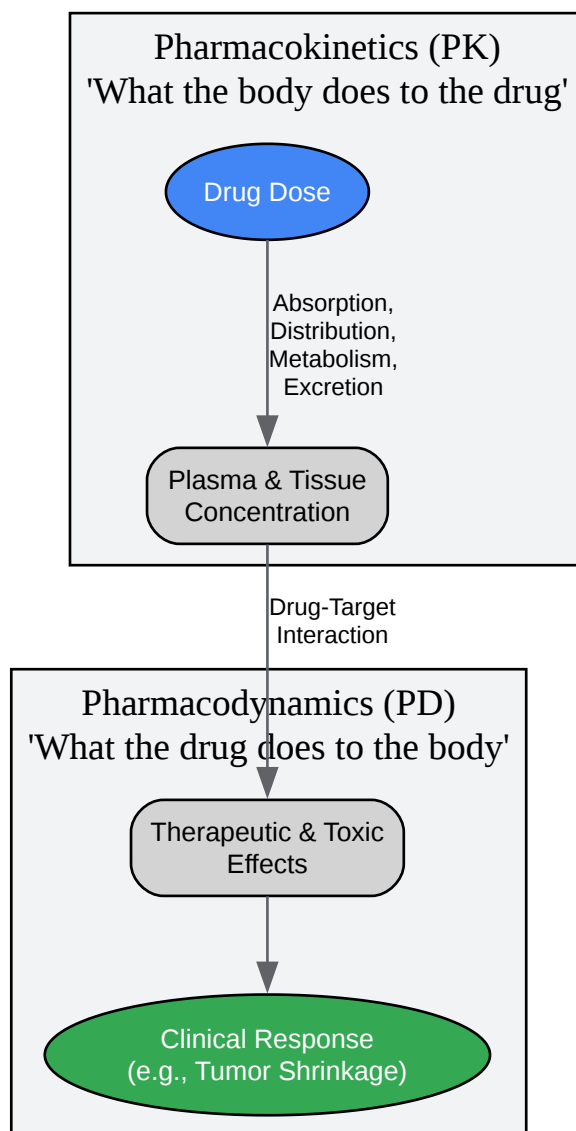 Pharmacokinetics (PK)
'What the body does to the drug'
Drug Dose
Absorption,
Distribution,
Metabolism,
Excretion
Plasma & Tissue
Concentration
Drug-Target
Interaction
Pharmacodynamics (PD)
'What the drug does to the body'
Therapeutic & Toxic
Effects
Clinical Response
(e.g., Tumor Shrinkage)